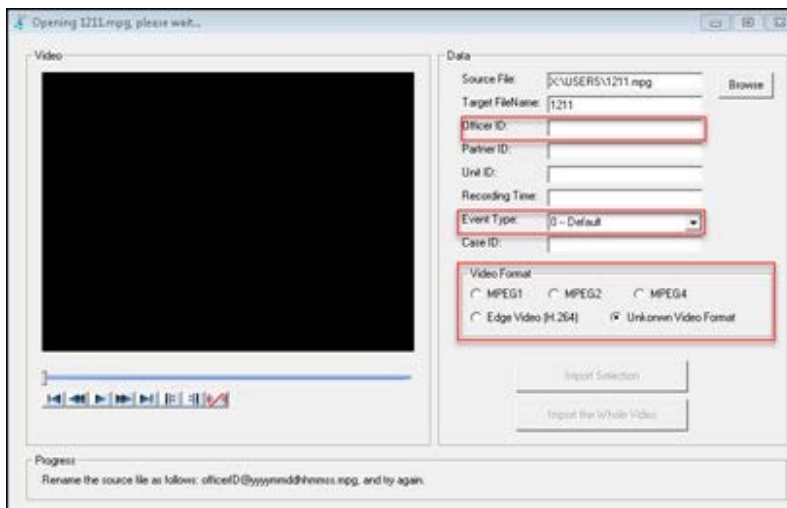 Opening 1211.mpg, please wait...
Video
Data
Source File: X:\USERS\1211.mpg Browse
Target FileName: 1211
Officer ID:
Partner ID:
Unit ID:
Recording Time:
Event Type: 0 - Default
Case ID:
Video Format
MPEG1 MPEG2 MPEG4
Edge Video (H.264) Unkonwn Video Format
Import Selection
Import the Whole Video
Progress
Rename the source file as follows: officerID@yyyymmddhhmmss.mpg, and try again.